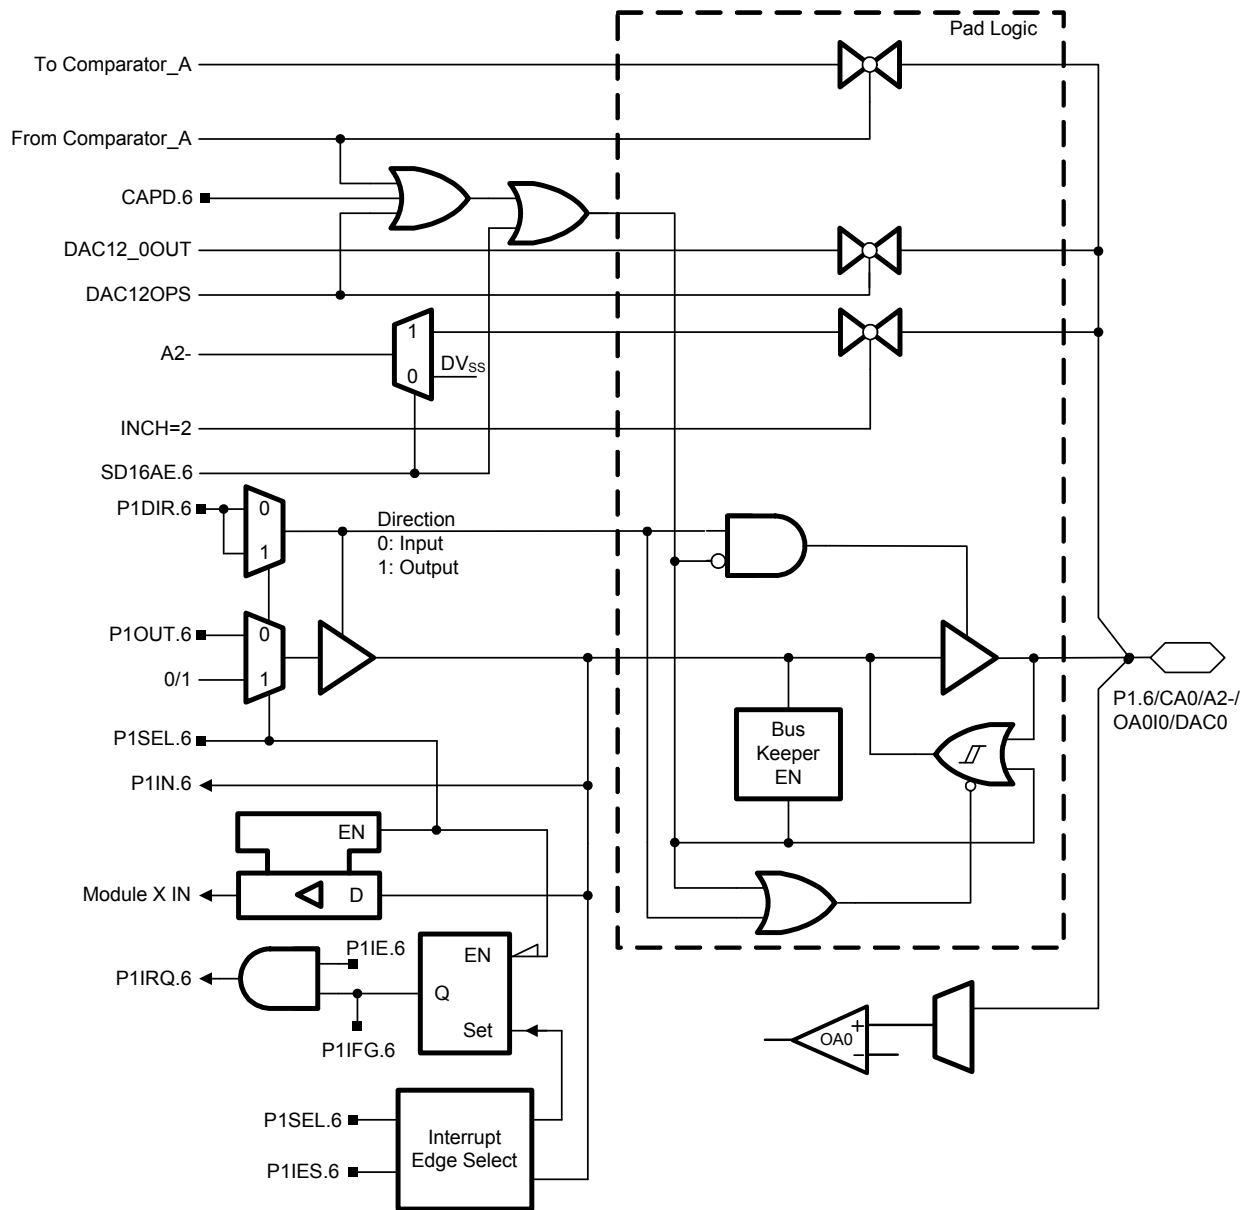 Pad Logic
To Comparator_A
From Comparator_A
CAPD.6
DAC12_0OUT
DAC12OPS
1
A2-
0
DVSS
INCH=2
SD16AE.6
P1DIR.6
0
1
Direction
0: Input
1: Output
P1OUT.6
0
0/1
1
P1SEL.6
P1IN.6
Bus
Keeper
EN
P1.6/CA0/A2-/
OA0I0/DAC0
EN
Module X IN
D
P1IE.6
P1IRQ.6
EN
Q
Set
P1IFG.6
OA0
+
−
P1SEL.6
P1IES.6
Interrupt
Edge Select